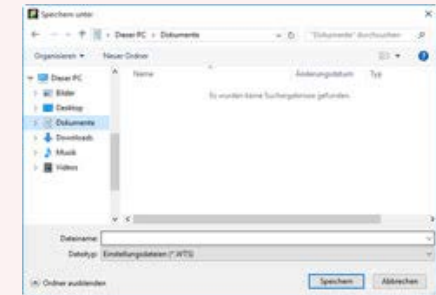 Speichern unter
Dieser PC › Dokumente
"Dokumente" durchsuchen
Organisieren
Neuer Ordner
Name
Änderungsdatum
Typ
Dieser PC
Bilder
Desktop
Dokumente
Downloads
Musik
Videos
Es wurden keine Suchergebnisse gefunden.
Dateiname:
Dateityp: Einstellungsdateien (*.WTS)
Ordner ausblenden
Speichern
Abbrechen